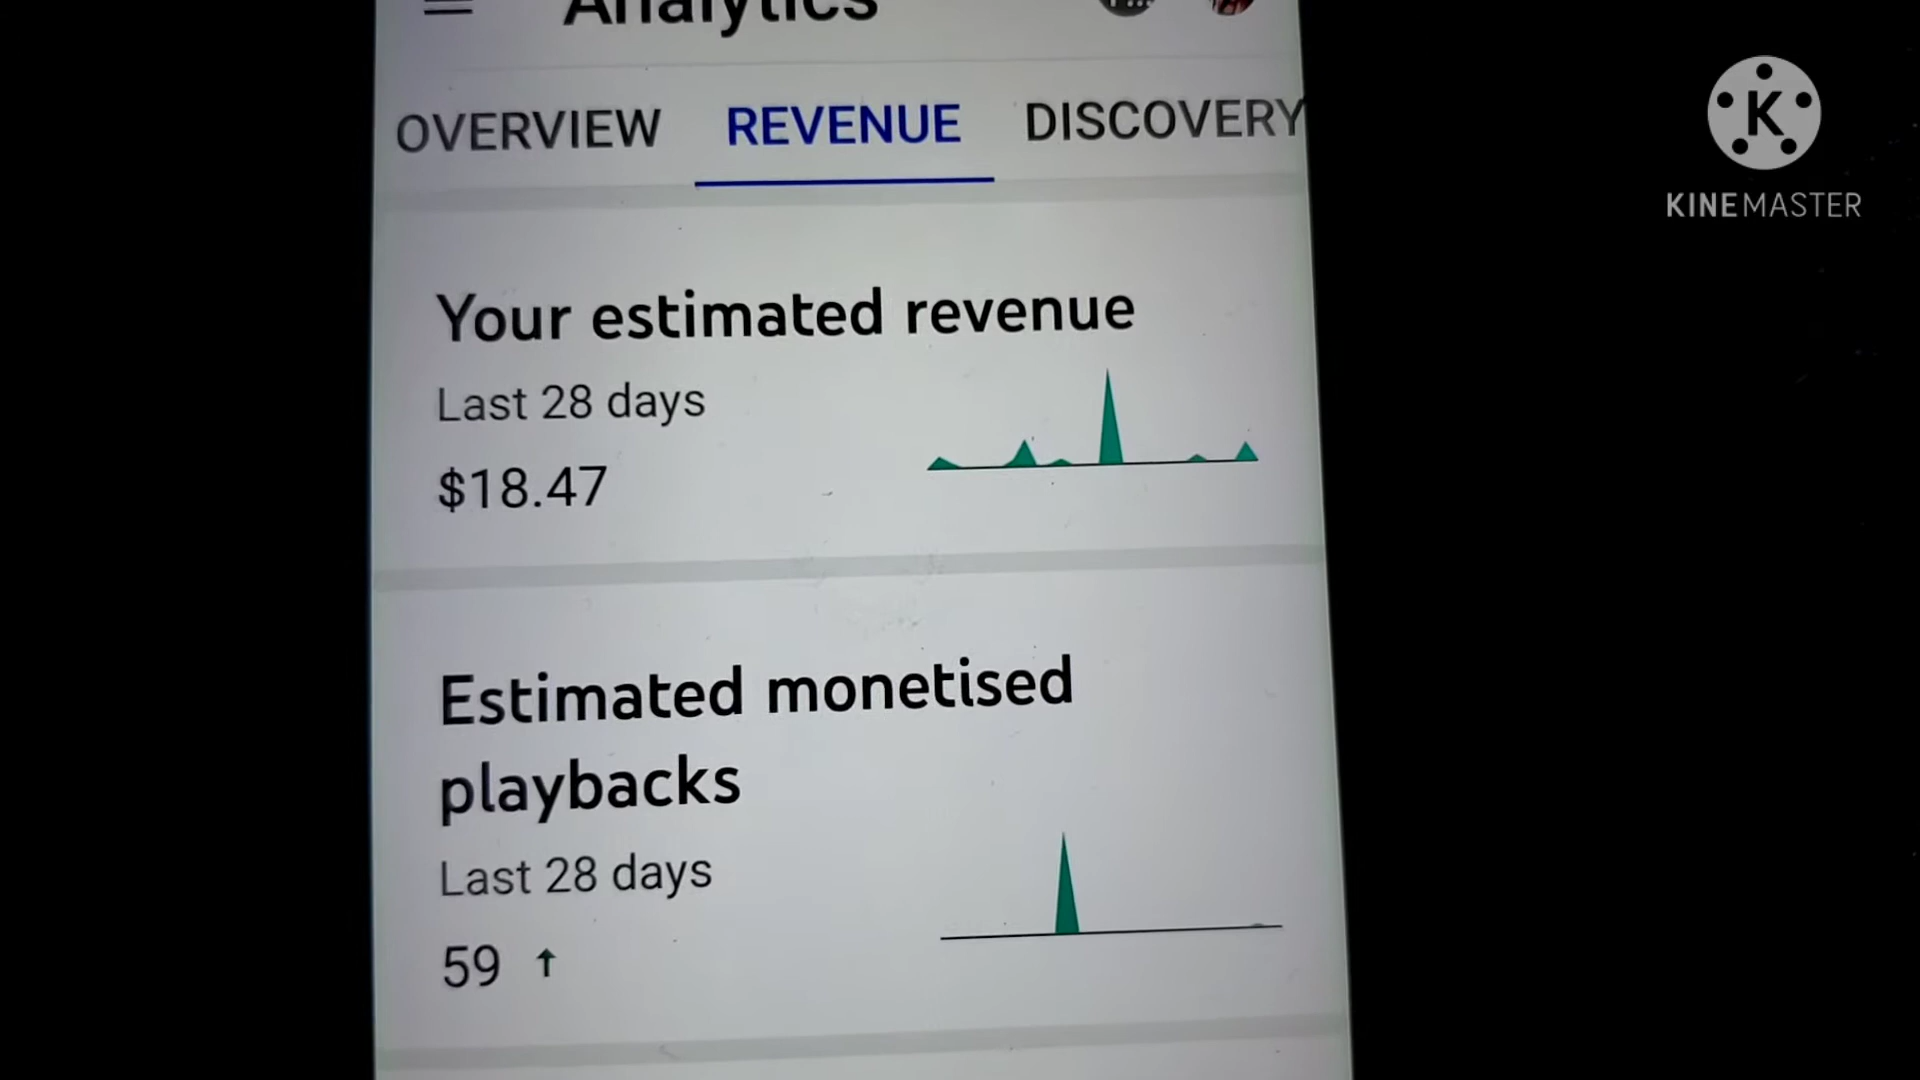 Analytics
OVERVIEW REVENUE DISCOVERY
K
KINEMASTER
Your estimated revenue
Last 28 days
$18.47
Estimated monetised
playbacks
Last 28 days
59 ↑